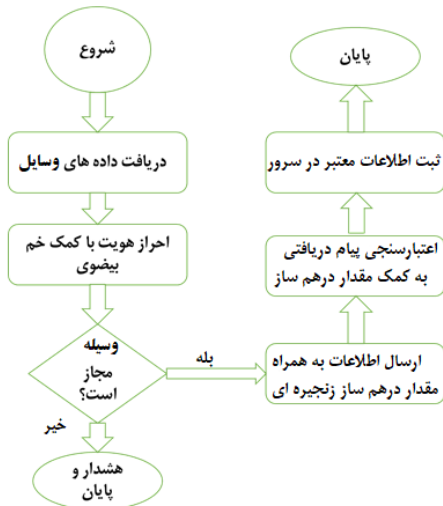 شروع
دریافت داده های وسایل
احراز هویت با کمک خم
بیضوی
وسیله
مجاز
است؟
خیر
هشدار و
پایان
بله
ارسال اطلاعات به همراه
مقدار درهم ساز زنجیره ای
اعتبارسنجی پیام دریافتی
به کمک مقدار درهم ساز
ثبت اطلاعات معتبر در سرور
پایان